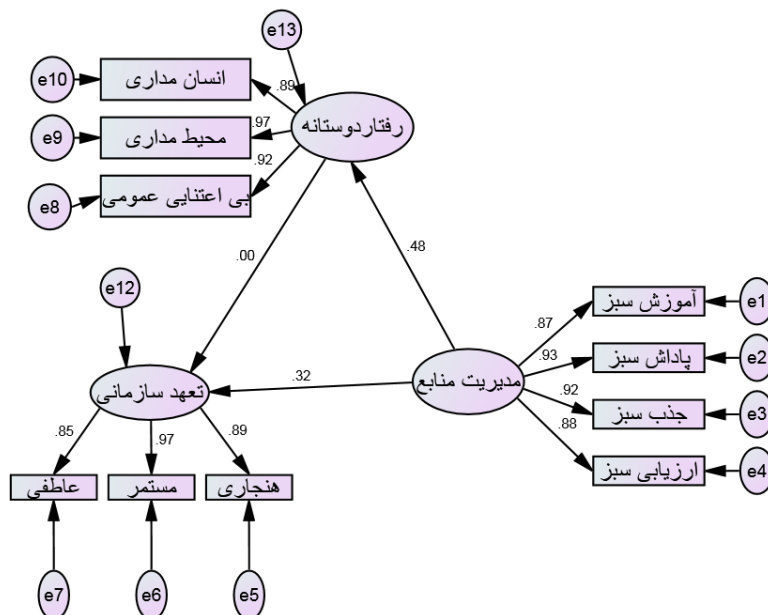 e13
e10
انسان مداری
.89
e9
محیط مداری
.97
رفتاردوستانه
e8
بی اعتنایی عمومی
.92
.00
.48
e12
e1
آموزش سبز
.87
e2
پاداش سبز
.93
مدیریت منابع
.32
تعهد سازمانی
e3
جذب سبز
.92
e4
ارزیابی سبز
.88
.85
.97
.89
عاطفی
مستمر
هنجاری
e7
e6
e5